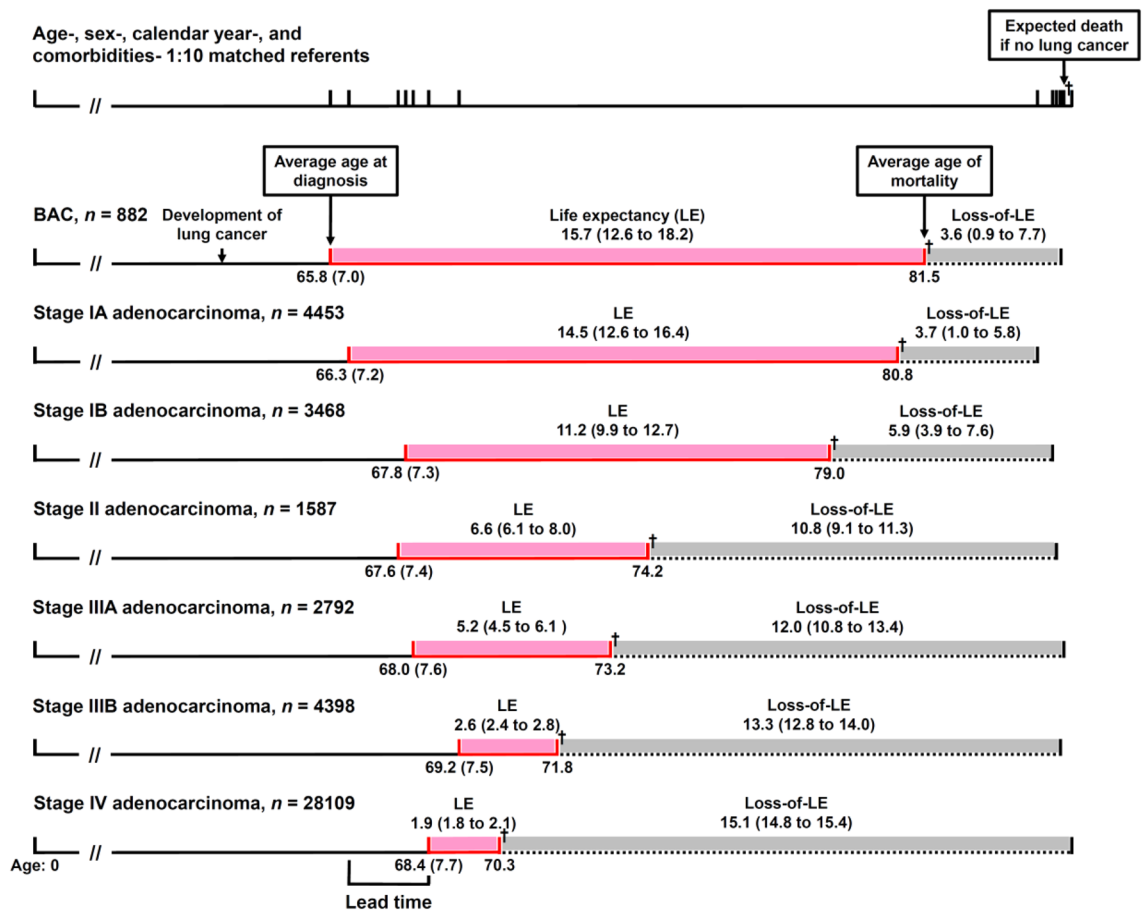 Age-, sex-, calendar year-, and
comorbidities- 1:10 matched referents
Expected death
if no lung cancer
//
†
Average age at
diagnosis
Average age of
mortality
BAC, n = 882
Development of
lung cancer
Life expectancy (LE)
15.7 (12.6 to 18.2)
Loss-of-LE
3.6 (0.9 to 7.7)
†
//
65.8 (7.0)
81.5
Stage IA adenocarcinoma, n = 4453
LE
14.5 (12.6 to 16.4)
Loss-of-LE
3.7 (1.0 to 5.8)
†
//
66.3 (7.2)
80.8
Stage IB adenocarcinoma, n = 3468
LE
11.2 (9.9 to 12.7)
Loss-of-LE
5.9 (3.9 to 7.6)
†
//
67.8 (7.3)
79.0
Stage II adenocarcinoma, n = 1587
LE
6.6 (6.1 to 8.0)
Loss-of-LE
10.8 (9.1 to 11.3)
†
//
67.6 (7.4)
74.2
Stage IIIA adenocarcinoma, n = 2792
LE
5.2 (4.5 to 6.1 )
Loss-of-LE
12.0 (10.8 to 13.4)
†
//
68.0 (7.6)
73.2
Stage IIIB adenocarcinoma, n = 4398
LE
2.6 (2.4 to 2.8)
Loss-of-LE
13.3 (12.8 to 14.0)
†
//
69.2 (7.5)
71.8
Stage IV adenocarcinoma, n = 28109
LE
1.9 (1.8 to 2.1)
Loss-of-LE
15.1 (14.8 to 15.4)
†
//
Age: 0
68.4 (7.7)
70.3
Lead time